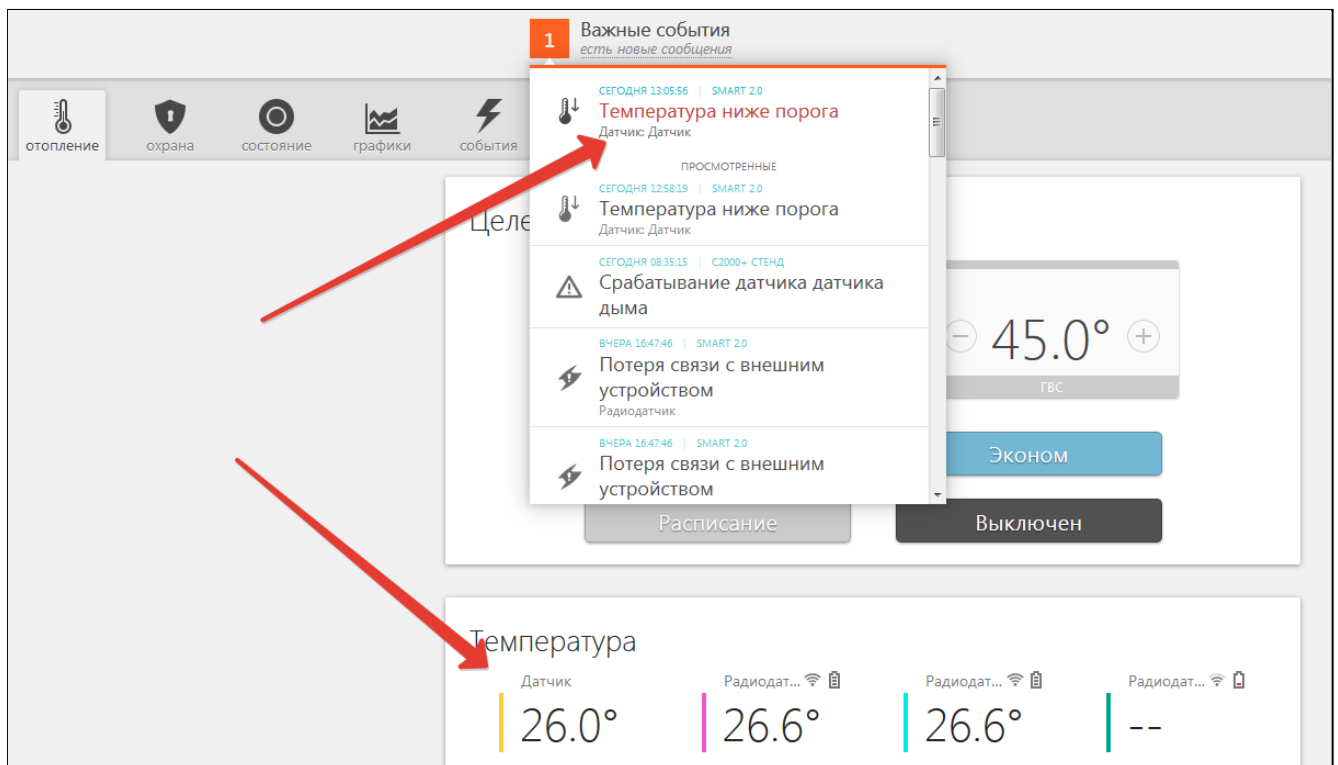 1
Важные события
есть новые сообщения
отопление
охрана
состояние
графики
события
СЕГОДНЯ 13:05:56 | SMART 2.0
Температура ниже порога
Датчик: Датчик
ПРОСМОТРЕННЫЕ
СЕГОДНЯ 12:58:19 | SMART 2.0
Температура ниже порога
Датчик: Датчик
СЕГОДНЯ 08:35:15 | С2000+ СТЕНД
Срабатывание датчика датчика
дыма
ВЧЕРА 16:47:46 | SMART 2.0
Потеря связи с внешним
устройством
Радиодатчик
ВЧЕРА 16:47:46 | SMART 2.0
Потеря связи с внешним
устройством
Целе
45.0°
ГВС
Эконом
Расписание
Выключен
Температура
Датчик
Радиодат...
Радиодат...
Радиодат...
26.0°
26.6°
26.6°
--